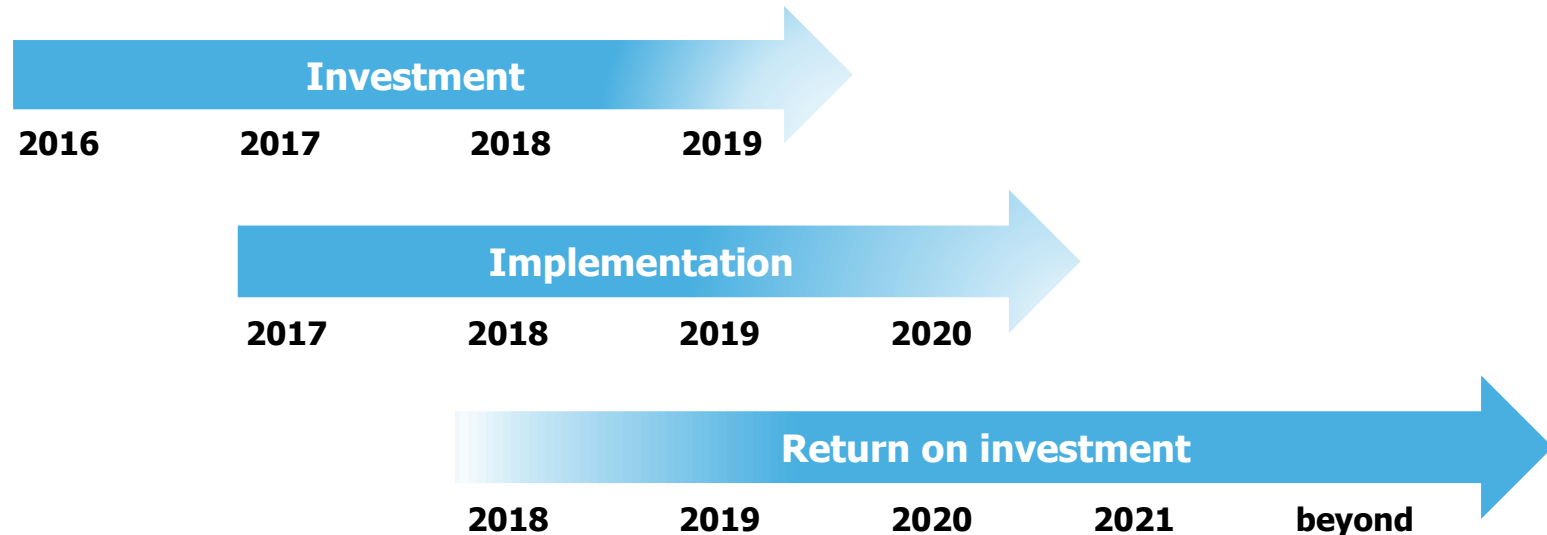 Investment
2016 2017 2018 2019
Implementation
2017 2018 2019 2020
Return on investment
2018 2019 2020 2021 beyond